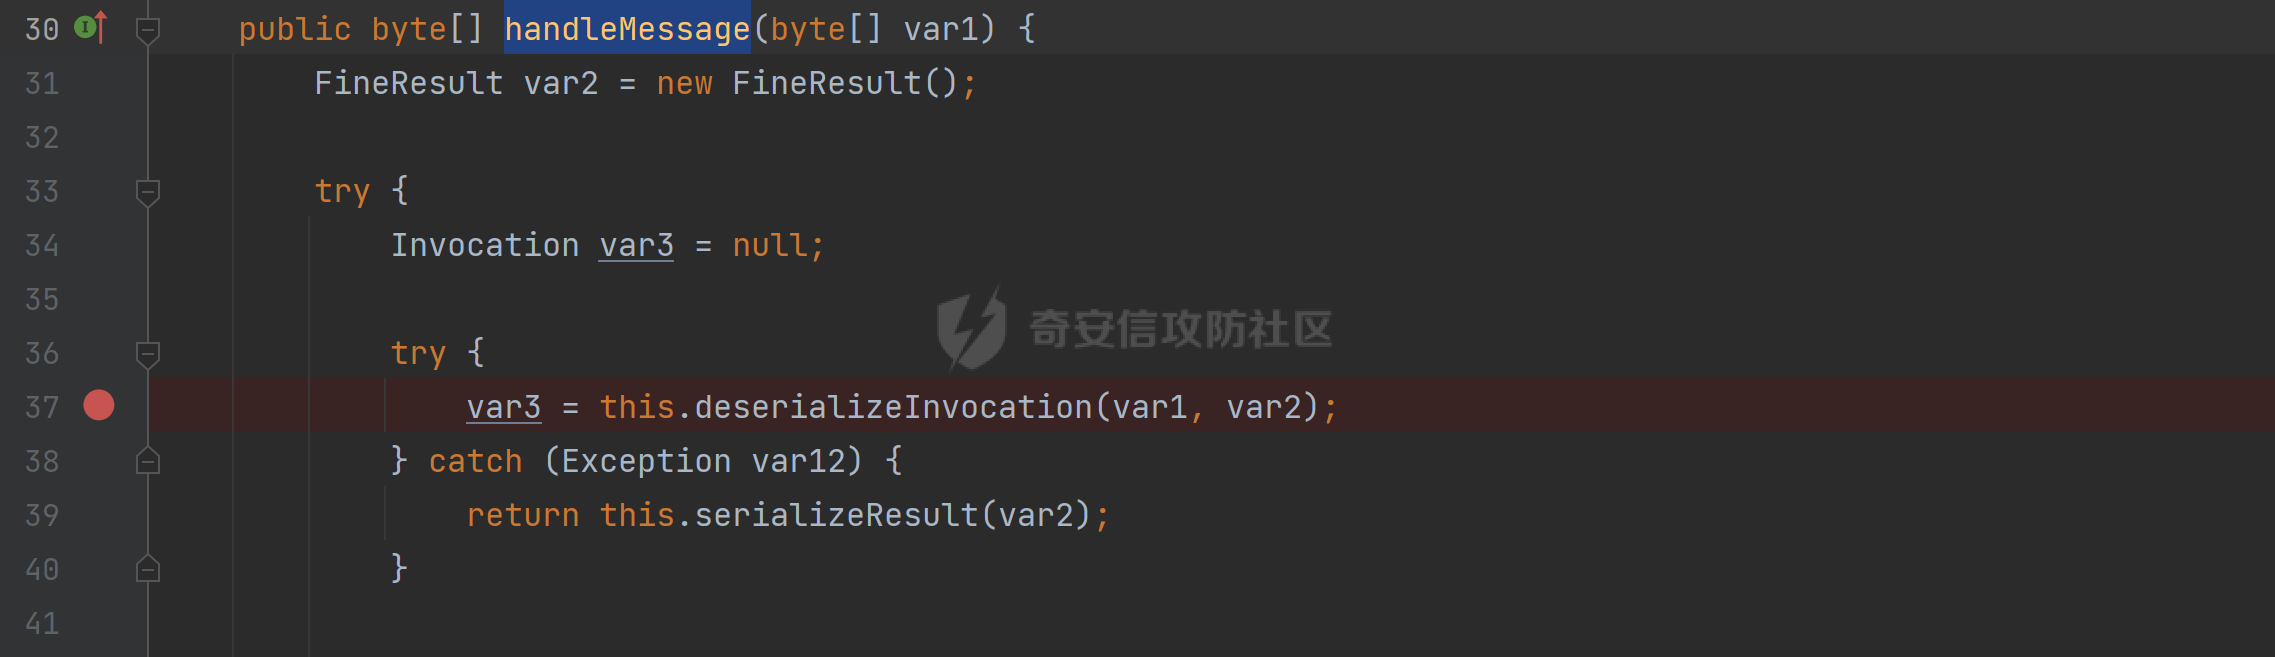 30 public byte[] handleMessage(byte[] var1) {
31 FineResult var2 = new FineResult();
32
33 try {
34 Invocation var3 = null;
35
36 try {
37 var3 = this.deserializeInvocation(var1, var2);
38 } catch (Exception var12) {
39 return this.serializeResult(var2);
40 }
41
奇安信攻防社区